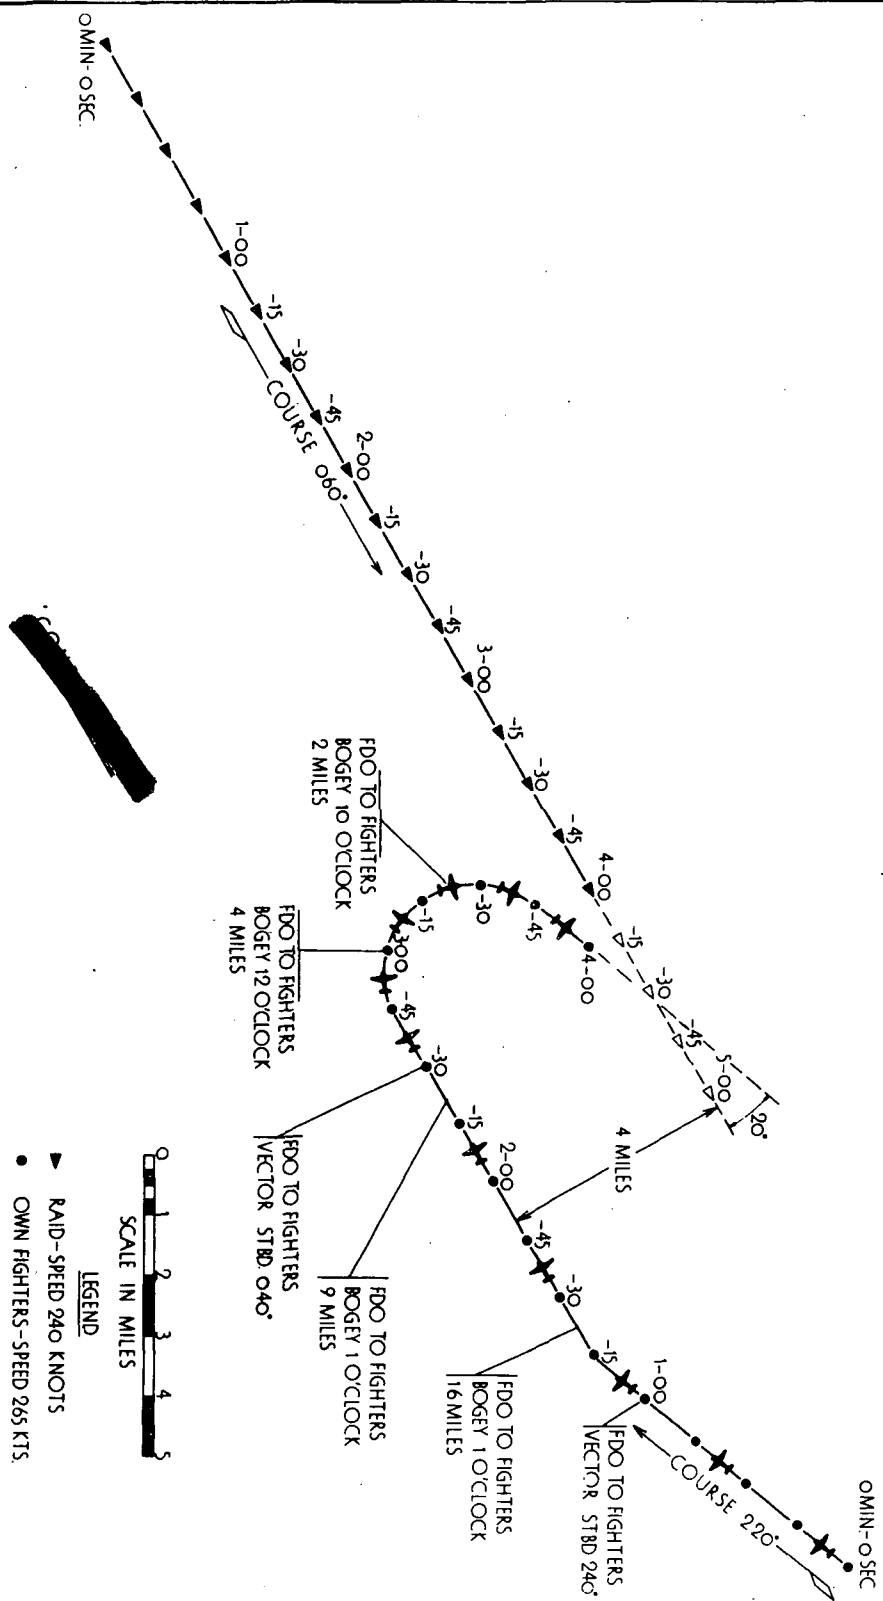 0 MIN-0 SEC.
1-00
-15
-30
-45
2-00
-15
-30
-45
3-00
-15
-30
-45
4-00
-15
-30
-45
5-00
COURSE 060°
20°
4 MILES
FDO TO FIGHTERS
BOGEY 10 O'CLOCK
2 MILES
FDO TO FIGHTERS
BOGEY 12 O'CLOCK
4 MILES
FDO TO FIGHTERS
VECTOR STBD. 040°
FDO TO FIGHTERS
BOGEY 1 O'CLOCK
9 MILES
FDO TO FIGHTERS
BOGEY 1 O'CLOCK
16 MILES
FDO TO FIGHTERS
VECTOR STBD 240°
0 MIN-0 SEC
COURSE 220°
1-00
-15
-30
-45
2-00
-15
-30
-45
300
-15
-30
-45
4-00
0 1 2 3 4 5
SCALE IN MILES
LEGEND
RAID-SPEED 240 KNOTS
OWN FIGHTERS-SPEED 265 KTS.